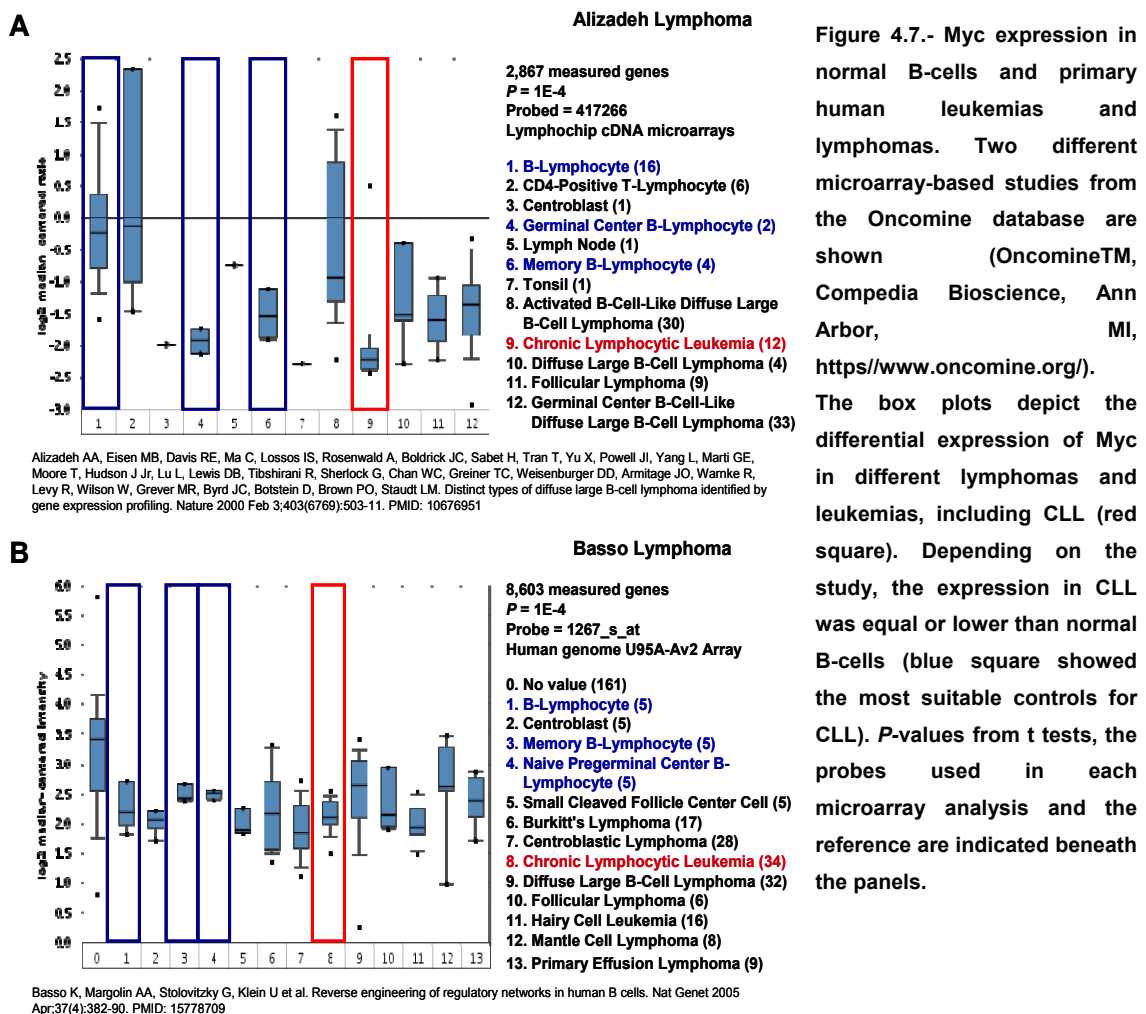 A
Alizadeh Lymphoma
2.5
2.0
1.5
1.0
0.5
0.0
-0.5
-1.0
-1.5
-2.0
-2.5
-3.0
log2 median centered ratio
1 2 3 4 5 6 7 8 9 10 11 12
2,867 measured genes
P = 1E-4
Probed = 417266
Lymphochip cDNA microarrays
1. B-Lymphocyte (16)
2. CD4-Positive T-Lymphocyte (6)
3. Centroblast (1)
4. Germinal Center B-Lymphocyte (2)
5. Lymph Node (1)
6. Memory B-Lymphocyte (4)
7. Tonsil (1)
8. Activated B-Cell-Like Diffuse Large
B-Cell Lymphoma (30)
9. Chronic Lymphocytic Leukemia (12)
10. Diffuse Large B-Cell Lymphoma (4)
11. Follicular Lymphoma (9)
12. Germinal Center B-Cell-Like
Diffuse Large B-Cell Lymphoma (33)
Alizadeh AA, Eisen MB, Davis RE, Ma C, Lossos IS, Rosenwald A, Boldrick JC, Sabet H, Tran T, Yu X, Powell JI, Yang L, Marti GE,
Moore T, Hudson J Jr, Lu L, Lewis DB, Tibshirani R, Sherlock G, Chan WC, Greiner TC, Weisenburger DD, Armitage JO, Warnke R,
Levy R, Wilson W, Grever MR, Byrd JC, Botstein D, Brown PO, Staudt LM. Distinct types of diffuse large B-cell lymphoma identified by
gene expression profiling. Nature 2000 Feb 3;403(6769):503-11. PMID: 10676951
B
Basso Lymphoma
6.0
5.5
5.0
4.5
4.0
3.5
3.0
2.5
2.0
1.5
1.0
0.5
0.0
log2 median-centered intensity
0 1 2 3 4 5 6 7 8 9 10 11 12 13
8,603 measured genes
P = 1E-4
Probe = 1267_s_at
Human genome U95A-Av2 Array
0. No value (161)
1. B-Lymphocyte (5)
2. Centroblast (5)
3. Memory B-Lymphocyte (5)
4. Naive Pregerminal Center B-
Lymphocyte (5)
5. Small Cleaved Follicle Center Cell (5)
6. Burkitt's Lymphoma (17)
7. Centroblastic Lymphoma (28)
8. Chronic Lymphocytic Leukemia (34)
9. Diffuse Large B-Cell Lymphoma (32)
10. Follicular Lymphoma (6)
11. Hairy Cell Leukemia (16)
12. Mantle Cell Lymphoma (8)
13. Primary Effusion Lymphoma (9)
Basso K, Margolin AA, Stolovitzky G, Klein U et al. Reverse engineering of regulatory networks in human B cells. Nat Genet 2005
Apr;37(4):382-90. PMID: 15778709
Figure 4.7.- Myc expression in
normal B-cells and primary
human leukemias and
lymphomas. Two different
microarray-based studies from
the Oncomine database are
shown (OncomineTM,
Compedia Bioscience, Ann
Arbor, MI,
https//www.oncomine.org/).
The box plots depict the
differential expression of Myc
in different lymphomas and
leukemias, including CLL (red
square). Depending on the
study, the expression in CLL
was equal or lower than normal
B-cells (blue square showed
the most suitable controls for
CLL). P-values from t tests, the
probes used in each
microarray analysis and the
reference are indicated beneath
the panels.